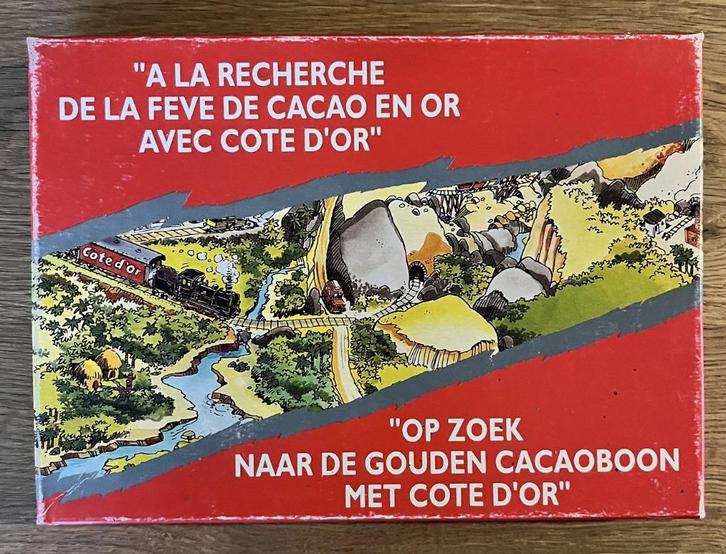 "A LA RECHERCHE
DE LA FEVE DE CACAO EN OR
AVEC COTE D'OR"
Cote d'or
"OP ZOEK
NAAR DE GOUDEN CACAOBOON
MET COTE D'OR"